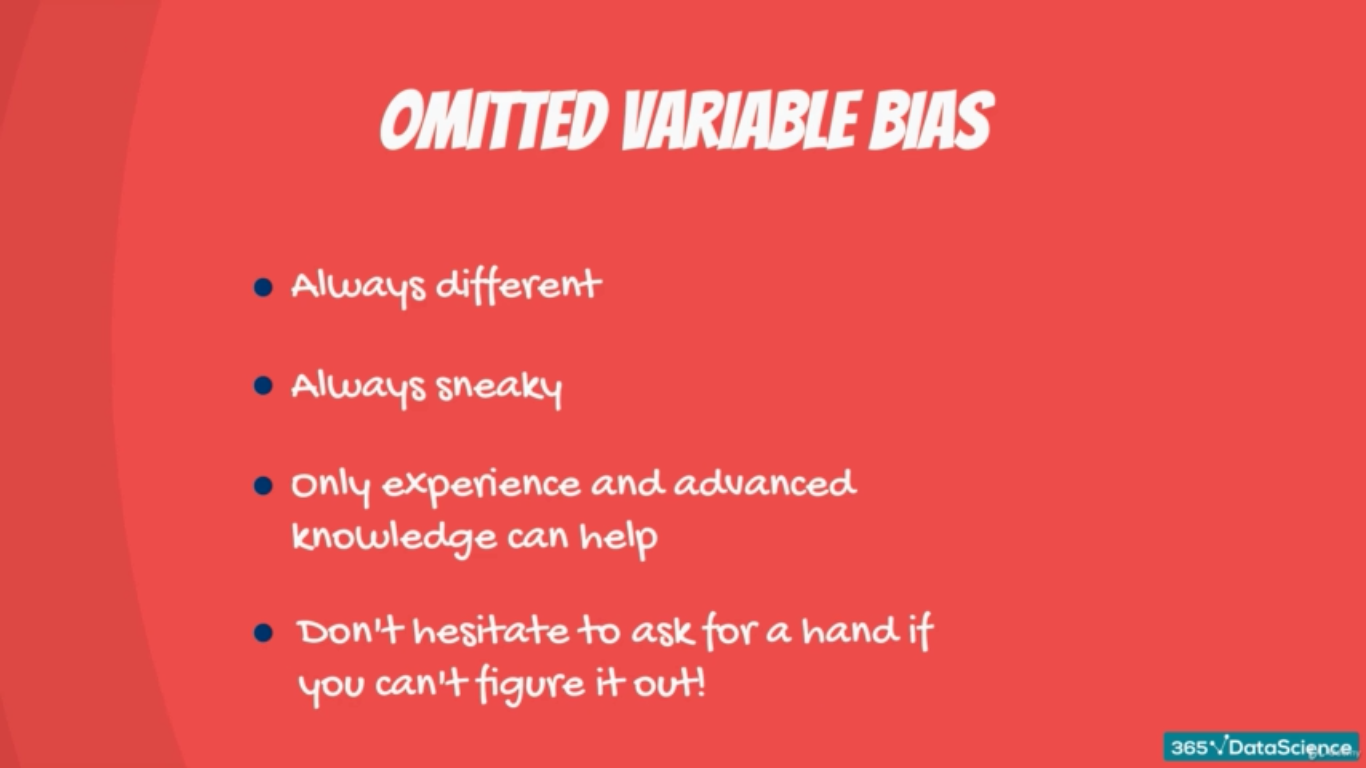 OMITTED VARIABLE BIAS
Always different
Always sneaky
Only experience and advanced
knowledge can help
Don't hesitate to ask for a hand if
you can't figure it out!
365 DataScience